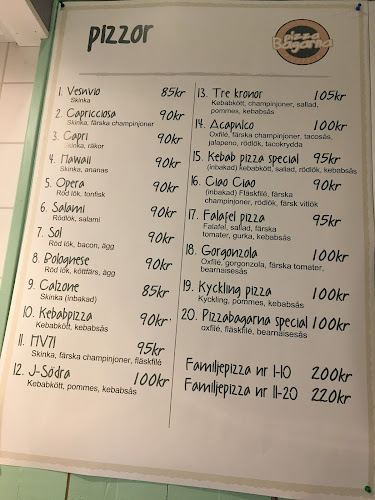 pizzor
pizza
Bagarna
1. Vesuvio 85kr
Skinka
2. Capricciosa 90kr
Skinka, färska champinjoner
3. Capri 90kr
Skinka, räkor
4. Hawaii 90kr
Skinka, ananas
5. Opera 90kr
Röd lök, tonfisk
6. Salami 90kr
Rödlök, salami
7. Sol 90kr
Röd lök, bacon, ägg
8. Bolognese 90kr
Röd lök, köttfärs, ägg
9. Calzone 85kr
Skinka (inbakad)
10. Kebabpizza 90kr
Kebabkött, kebabsås
11. HV71 95kr
Skinka, färska champinjoner, fläskfilé
12. J-Södra 100kr
Kebabkött, pommes, kebabsås
13. Tre kronor 105kr
Kebabkött, champinjoner, sallad,
pommes, kebabsås
14. Acapulco 100kr
Oxfilé, färska champinjoner, tacosås,
jalapeno, rödlök, tacokrydda
15. Kebab pizza special 95kr
(inbakad) kebabkött, sallad, rödlök, kebabsås
16. Ciao Ciao 90kr
(inbakad) Fläskfilé, färska
champinjoner, rödlök, färsk vitlök
17. Falafel pizza 95kr
Falafel, sallad, färska
tomater, gurka, kebabsås
18. Gorgonzola 100kr
Oxfilé, gorgonzola, färska tomater,
bearnaisesås
19. Kyckling pizza 100kr
Kyckling, pommes, kebabsås
20. Pizzabagarna special 100kr
oxfilé, fläskfilé, bearnaisesås
Familjepizza nr 1-10 200kr
Familjepizza nr 11-20 220kr